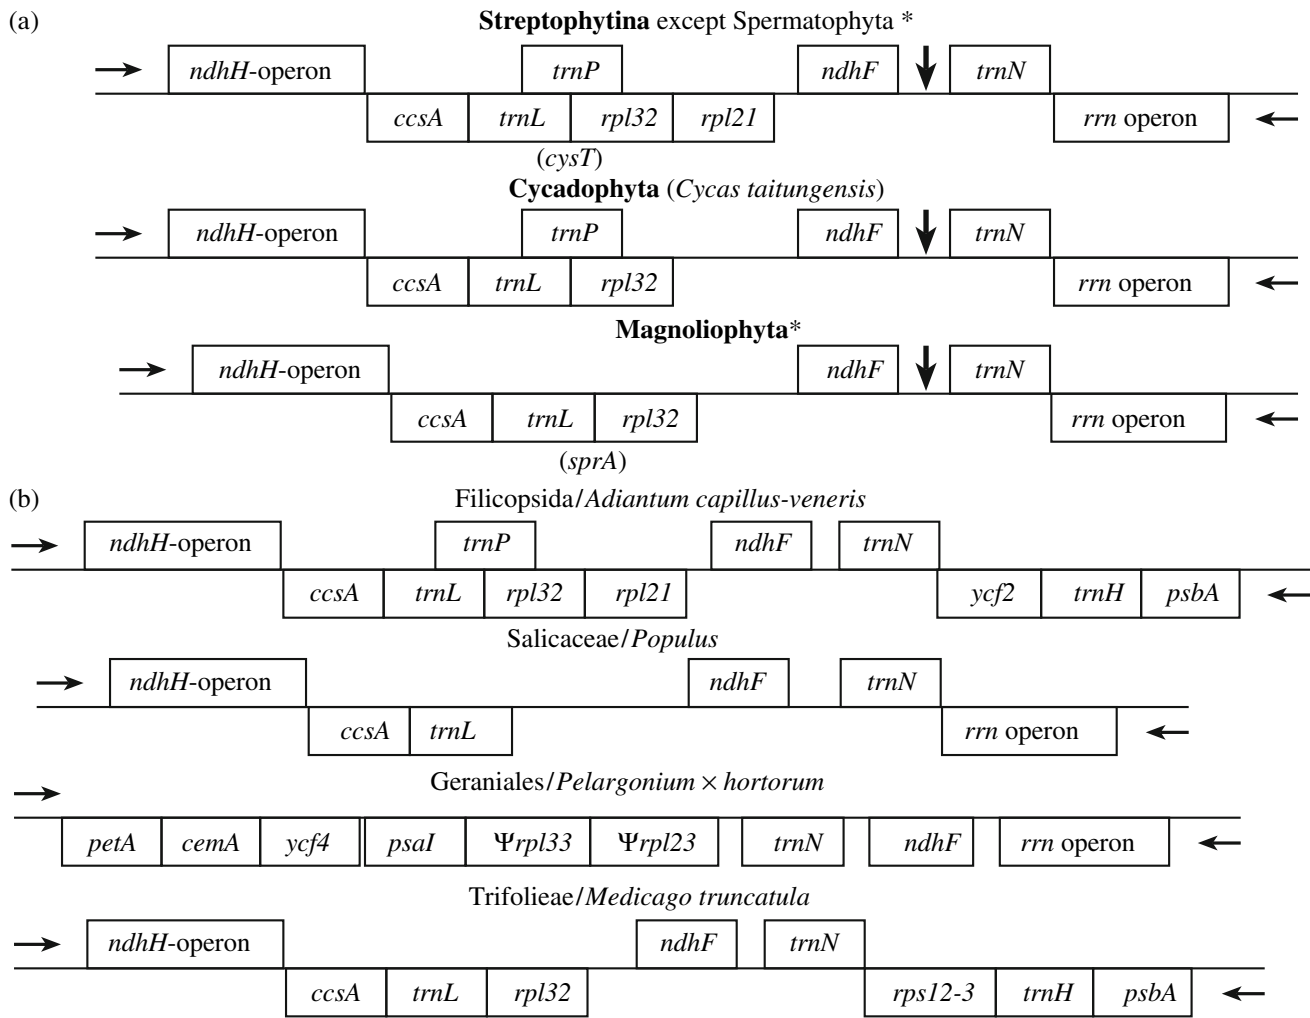 (a)
Streptophytina except Spermatophyta *
ndhH-operon trnP ndhF trnN
ccsA trnL rpl32 rpl21 rrn operon
(cysT)
Cycadophyta (Cycas taitungensis)
ndhH-operon trnP ndhF trnN
ccsA trnL rpl32 rrn operon
Magnoliophyta*
ndhH-operon ndhF trnN
ccsA trnL rpl32 rrn operon
(sprA)
(b)
Filicopsida/Adiantum capillus-veneris
ndhH-operon trnP ndhF trnN
ccsA trnL rpl32 rpl21 ycf2 trnH psbA
Salicaceae/Populus
ndhH-operon ndhF trnN
ccsA trnL rrn operon
Geraniales/Pelargonium × hortorum
petA cemA ycf4 psaI Ψrpl33 Ψrpl23 trnN ndhF rrn operon
Trifolieae/Medicago truncatula
ndhH-operon ndhF trnN
ccsA trnL rpl32 rps12-3 trnH psbA